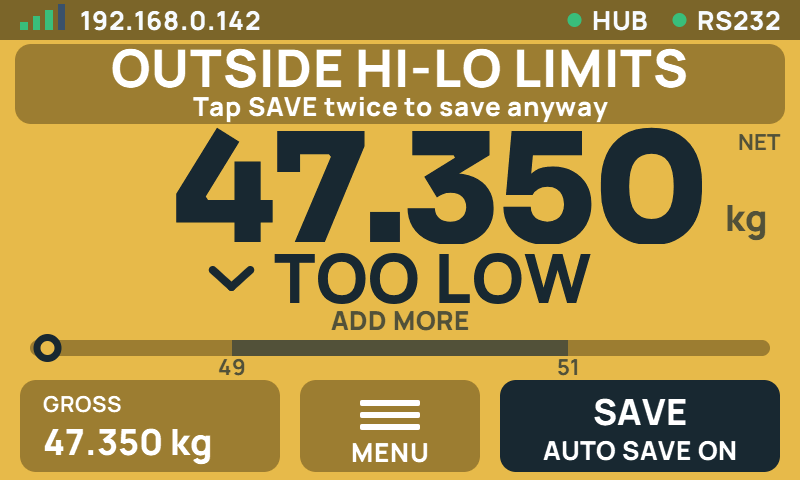 192.168.0.142
HUB
RS232
OUTSIDE HI-LO LIMITS
Tap SAVE twice to save anyway
47.350
NET
kg
TOO LOW
ADD MORE
49
51
GROSS
47.350 kg
MENU
SAVE
AUTO SAVE ON